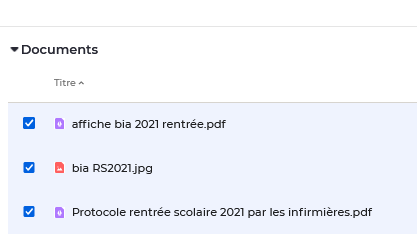 Documents
Titre
affiche bia 2021 rentrée.pdf
bia RS2021.jpg
Protocole rentrée scolaire 2021 par les infirmières.pdf